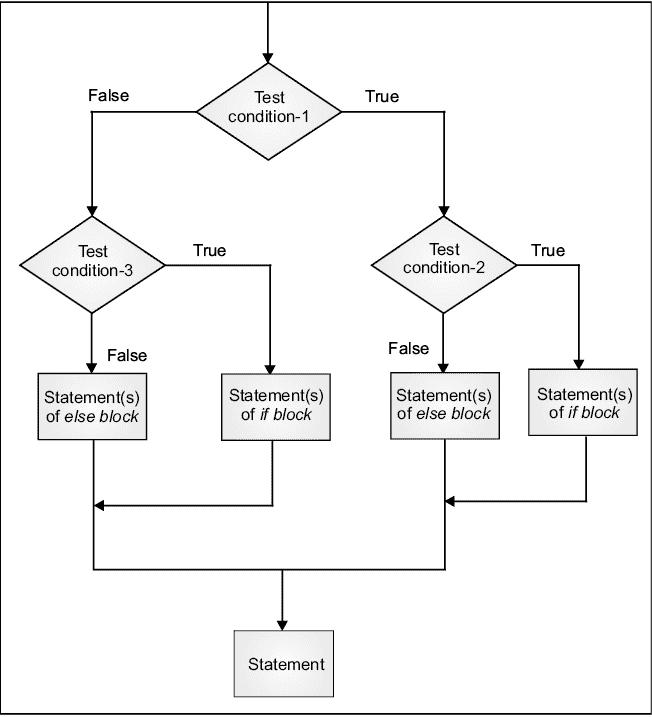 False
Test
condition-1
True
Test
condition-3
True
False
Test
condition-2
True
False
Statement(s)
of else block
Statement(s)
of if block
Statement(s)
of else block
Statement(s)
of if block
Statement